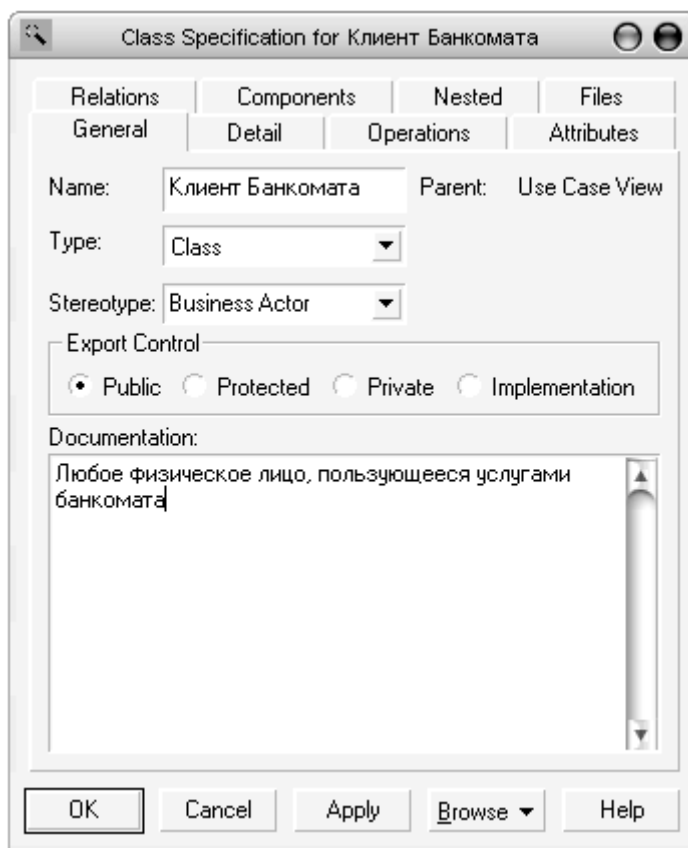 Class Specification for Клиент Банкомата
Relations Components Nested Files
General Detail Operations Attributes
Name: Клиент Банкомата Parent: Use Case View
Type: Class
Stereotype: Business Actor
Export Control
Public Protected Private Implementation
Documentation:
Любое физическое лицо, пользующееся услугами
банкомата
OK Cancel Apply Browse Help